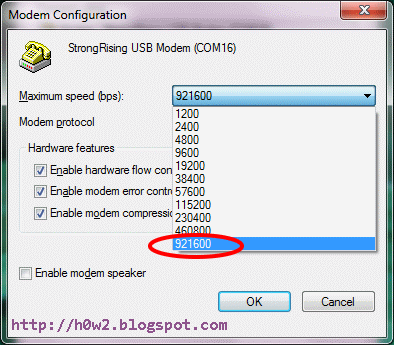 Modem Configuration
StrongRising USB Modem (COM16)
Maximum speed (bps):
921600
1200
2400
4800
9600
19200
38400
57600
115200
230400
460800
921600
Modem protocol
Hardware features
Enable hardware flow con
Enable modem error contr
Enable modem compressi
Enable modem speaker
OK
Cancel
http://h0w2.blogspot.com